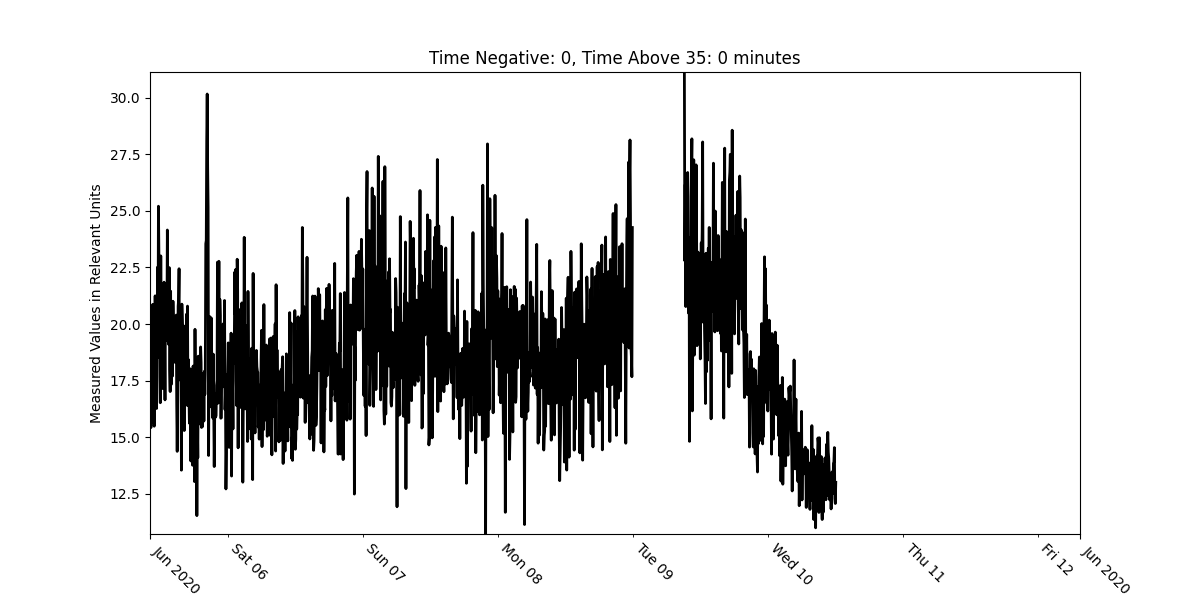 Time Negative: 0, Time Above 35: 0 minutes
Measured Values in Relevant Units
30.0
27.5
25.0
22.5
20.0
17.5
15.0
12.5
Jun 2020
Sat 06
Sun 07
Mon 08
Tue 09
Wed 10
Thu 11
Fri 12
Jun 2020